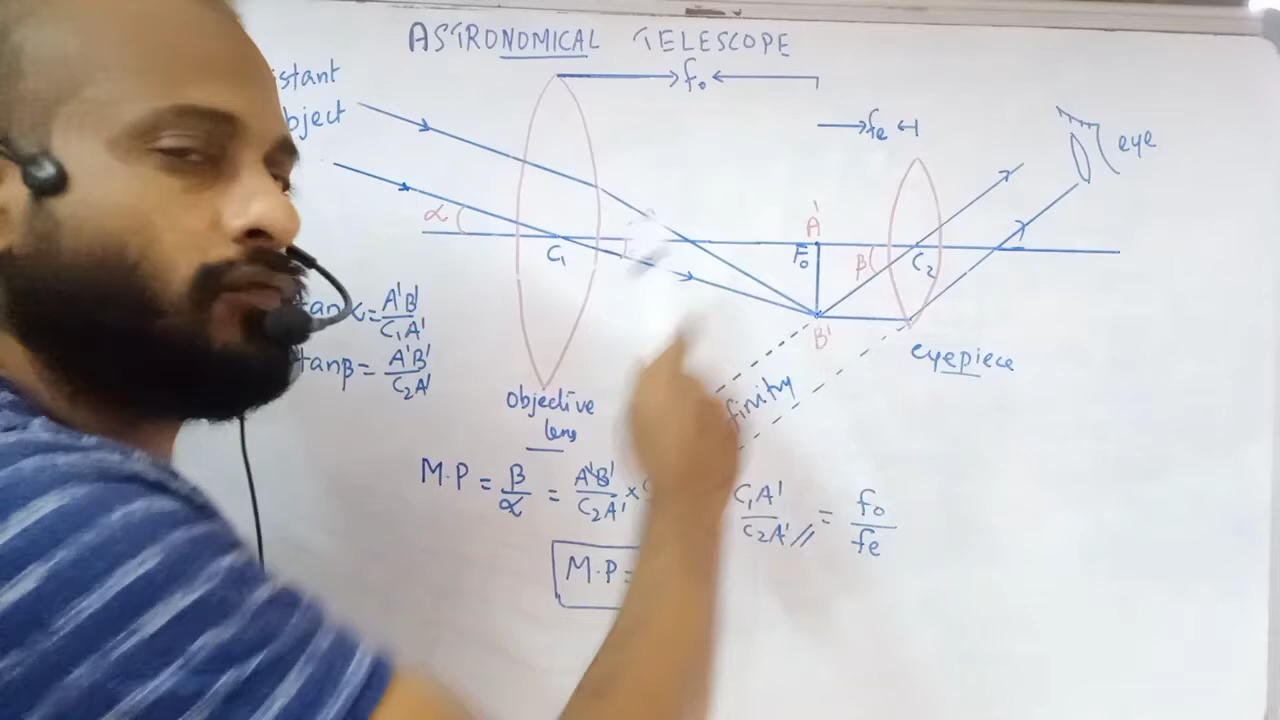 ASTRONOMICAL TELESCOPE
istant
bject
f₀
fe
eye
α
A'
F₀
β
C₁
C₂
B'
eyepiece
tanα = A'B'/C₁A'
tanβ = A'B'/C₂A'
finity
objective
lens
M.P = β/α = A'B'/C₂A' × C₁A'/C₂A' = f₀/fe
M.P =